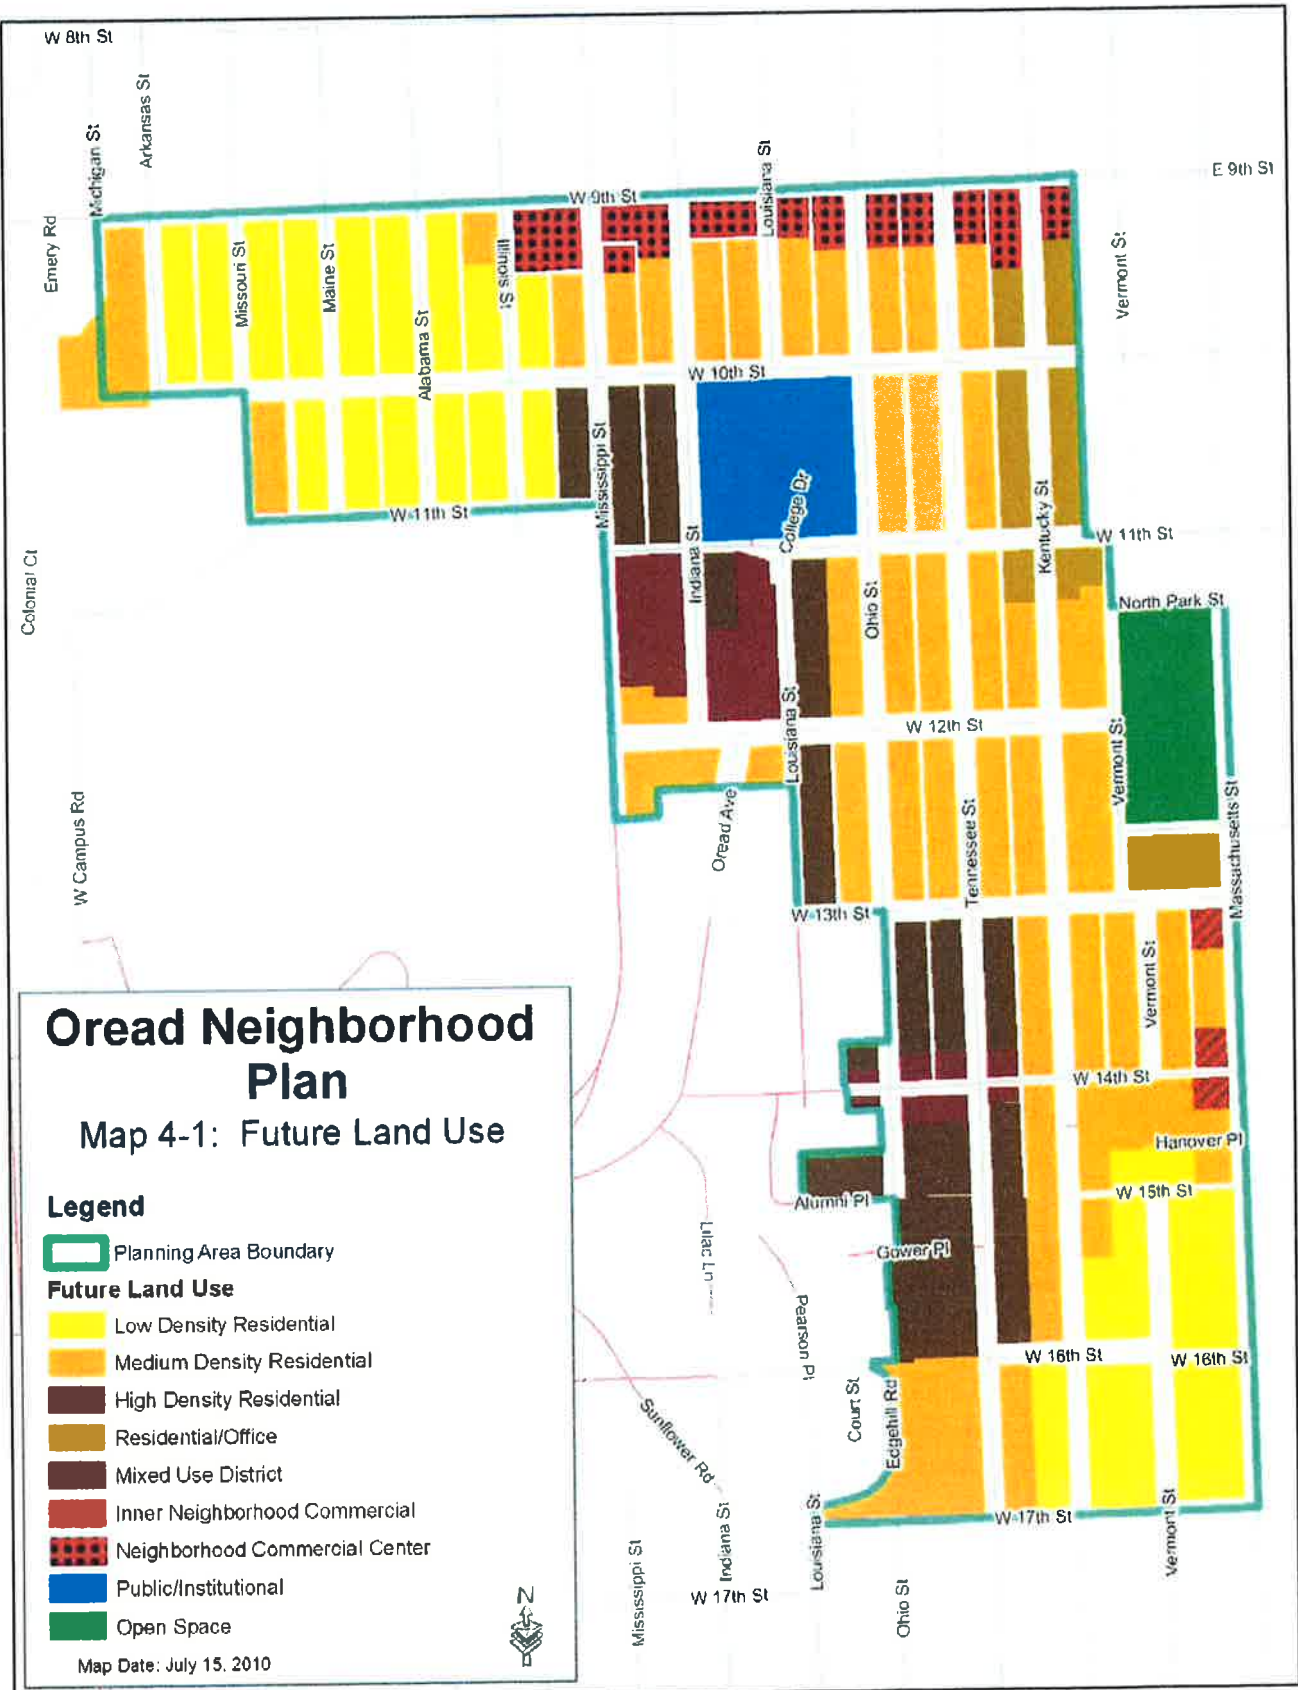 W 8th St
Arkansas St
Michigan St
Emery Rd
E 9th St
W 9th St
Louisiana St
Vermont St
Missouri St
Maine St
Illinois St
Alabama St
W 10th St
Mississippi St
College Dr
Kentucky St
W 11th St
W 11th St
Colonial Ct
Indiana St
Ohio St
North Park St
Louisiana St
W 12th St
Vermont St
Oread Ave
Tennessee St
Massachusetts St
W Campus Rd
W 13th St
Vermont St
W 14th St
Hanover Pl
W 15th St
Alumni Pl
Gower Pl
Lilac Ln
Pearson Pl
W 16th St
W 16th St
Court St
Edgehill Rd
Sunflower Rd
W 17th St
Louisiana St
Vermont St
Indiana St
Mississippi St
W 17th St
Ohio St
Oread Neighborhood
Plan
Map 4-1: Future Land Use
Legend
Planning Area Boundary
Future Land Use
Low Density Residential
Medium Density Residential
High Density Residential
Residential/Office
Mixed Use District
Inner Neighborhood Commercial
Neighborhood Commercial Center
Public/Institutional
Open Space
N
Map Date: July 15, 2010